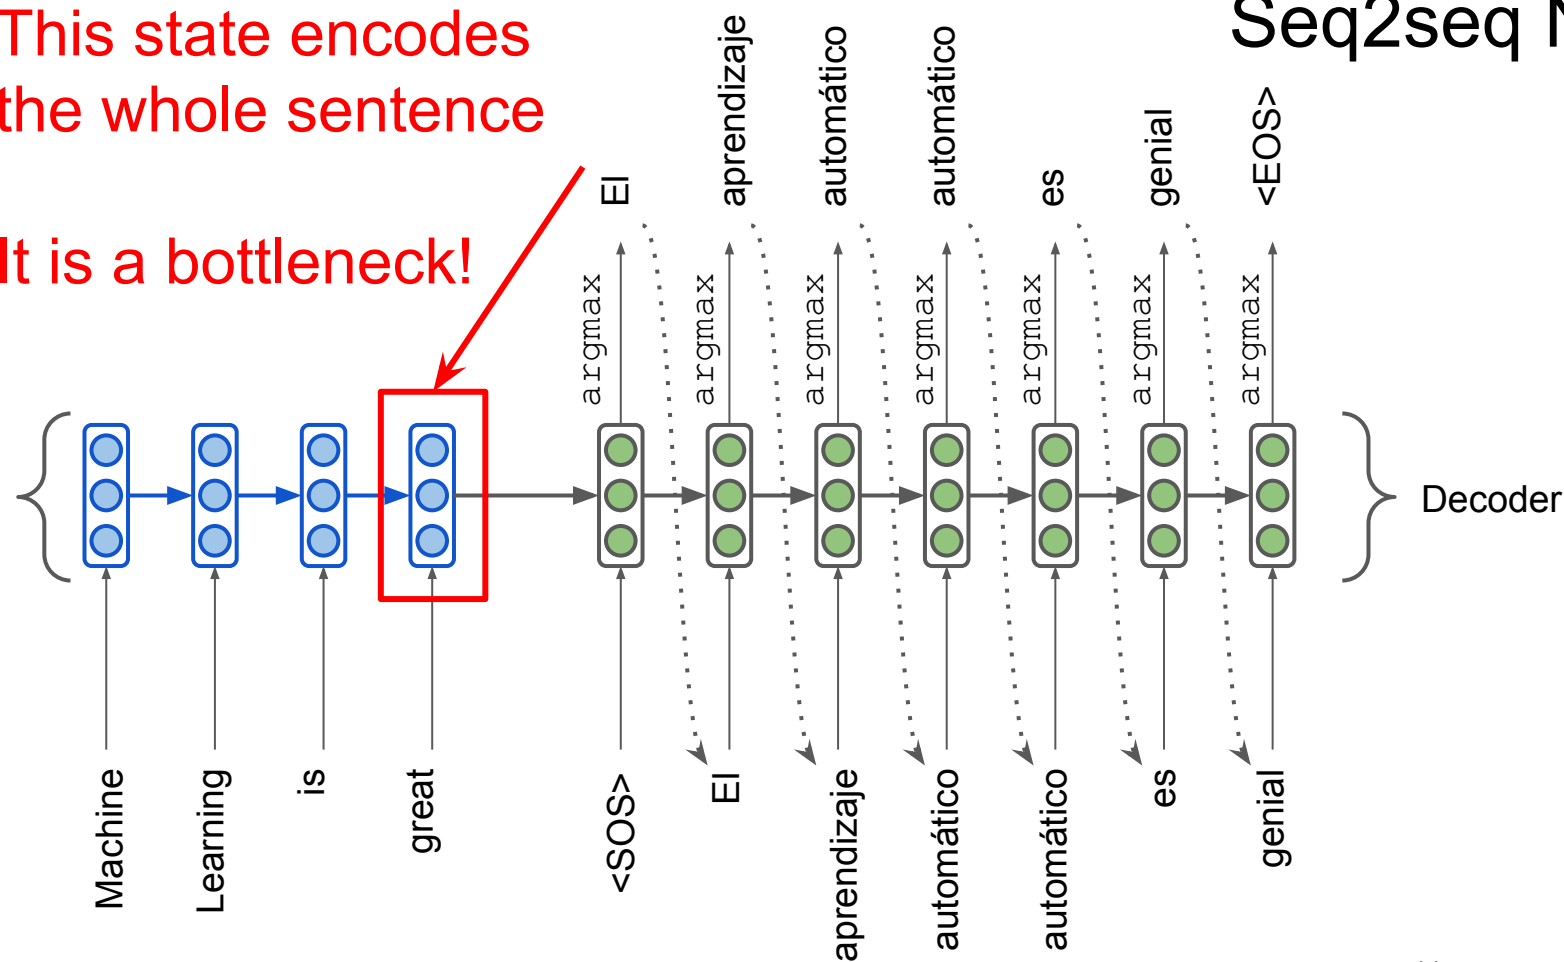 This state encodes
the whole sentence
It is a bottleneck!
Seq2seq
El
aprendizaje
automático
automático
es
genial
<EOS>
argmax
argmax
argmax
argmax
argmax
argmax
argmax
Decoder
Machine
Learning
is
great
<SOS>
El
aprendizaje
automático
automático
es
genial